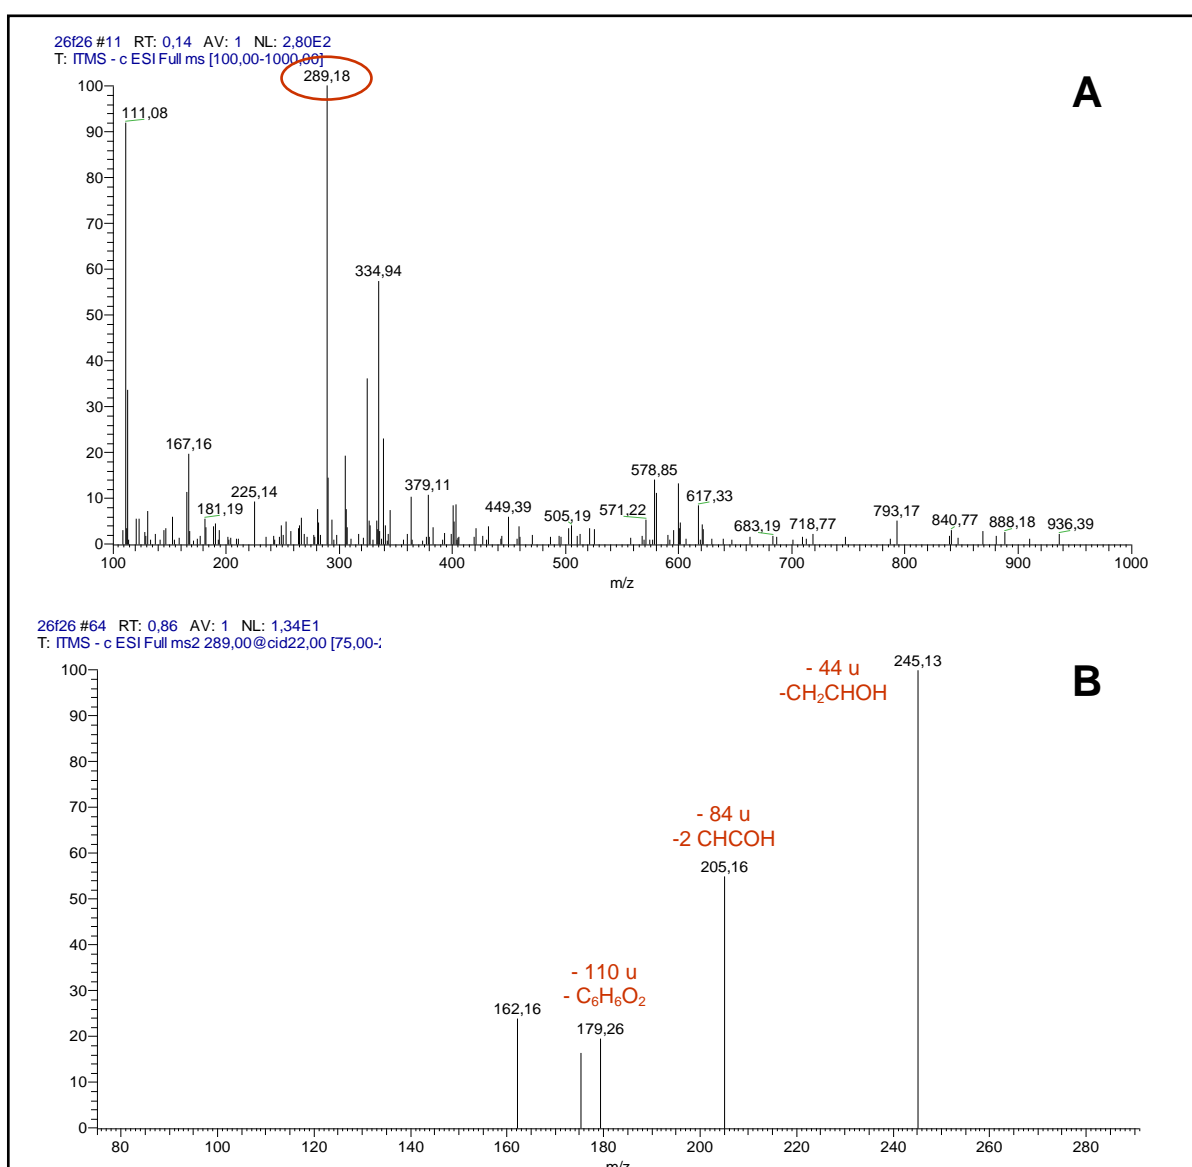 26f26 #11 RT: 0,14 AV: 1 NL: 2,80E2
T: ITMS - c ESI Full ms [100,00-1000,00]
A
289,18
100
111,08
90
80
70
60
334,94
50
40
30
167,16
20
578,85
379,11
225,14
617,33
10
181,19
449,39
505,19
571,22
683,19
718,77
793,17
840,77
888,18
936,39
0
100 200 300 400 500 600 700 800 900 1000
m/z
26f26 #64 RT: 0,86 AV: 1 NL: 1,34E1
T: ITMS - c ESI Full ms2 289,00@cid22,00 [75,00-
B
- 44 u
-CH₂CHOH
245,13
100
90
80
70
- 84 u
-2 CHCOH
205,16
60
50
40
- 110 u
- C₆H₆O₂
30
162,16
179,26
20
10
0
80 100 120 140 160 180 200 220 240 260 280
m/z